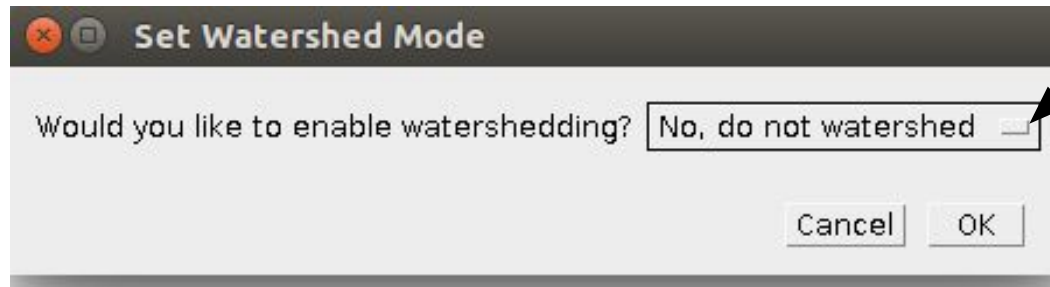 Set Watershed Mode
Would you like to enable watershedding? No, do not watershed
Cancel OK